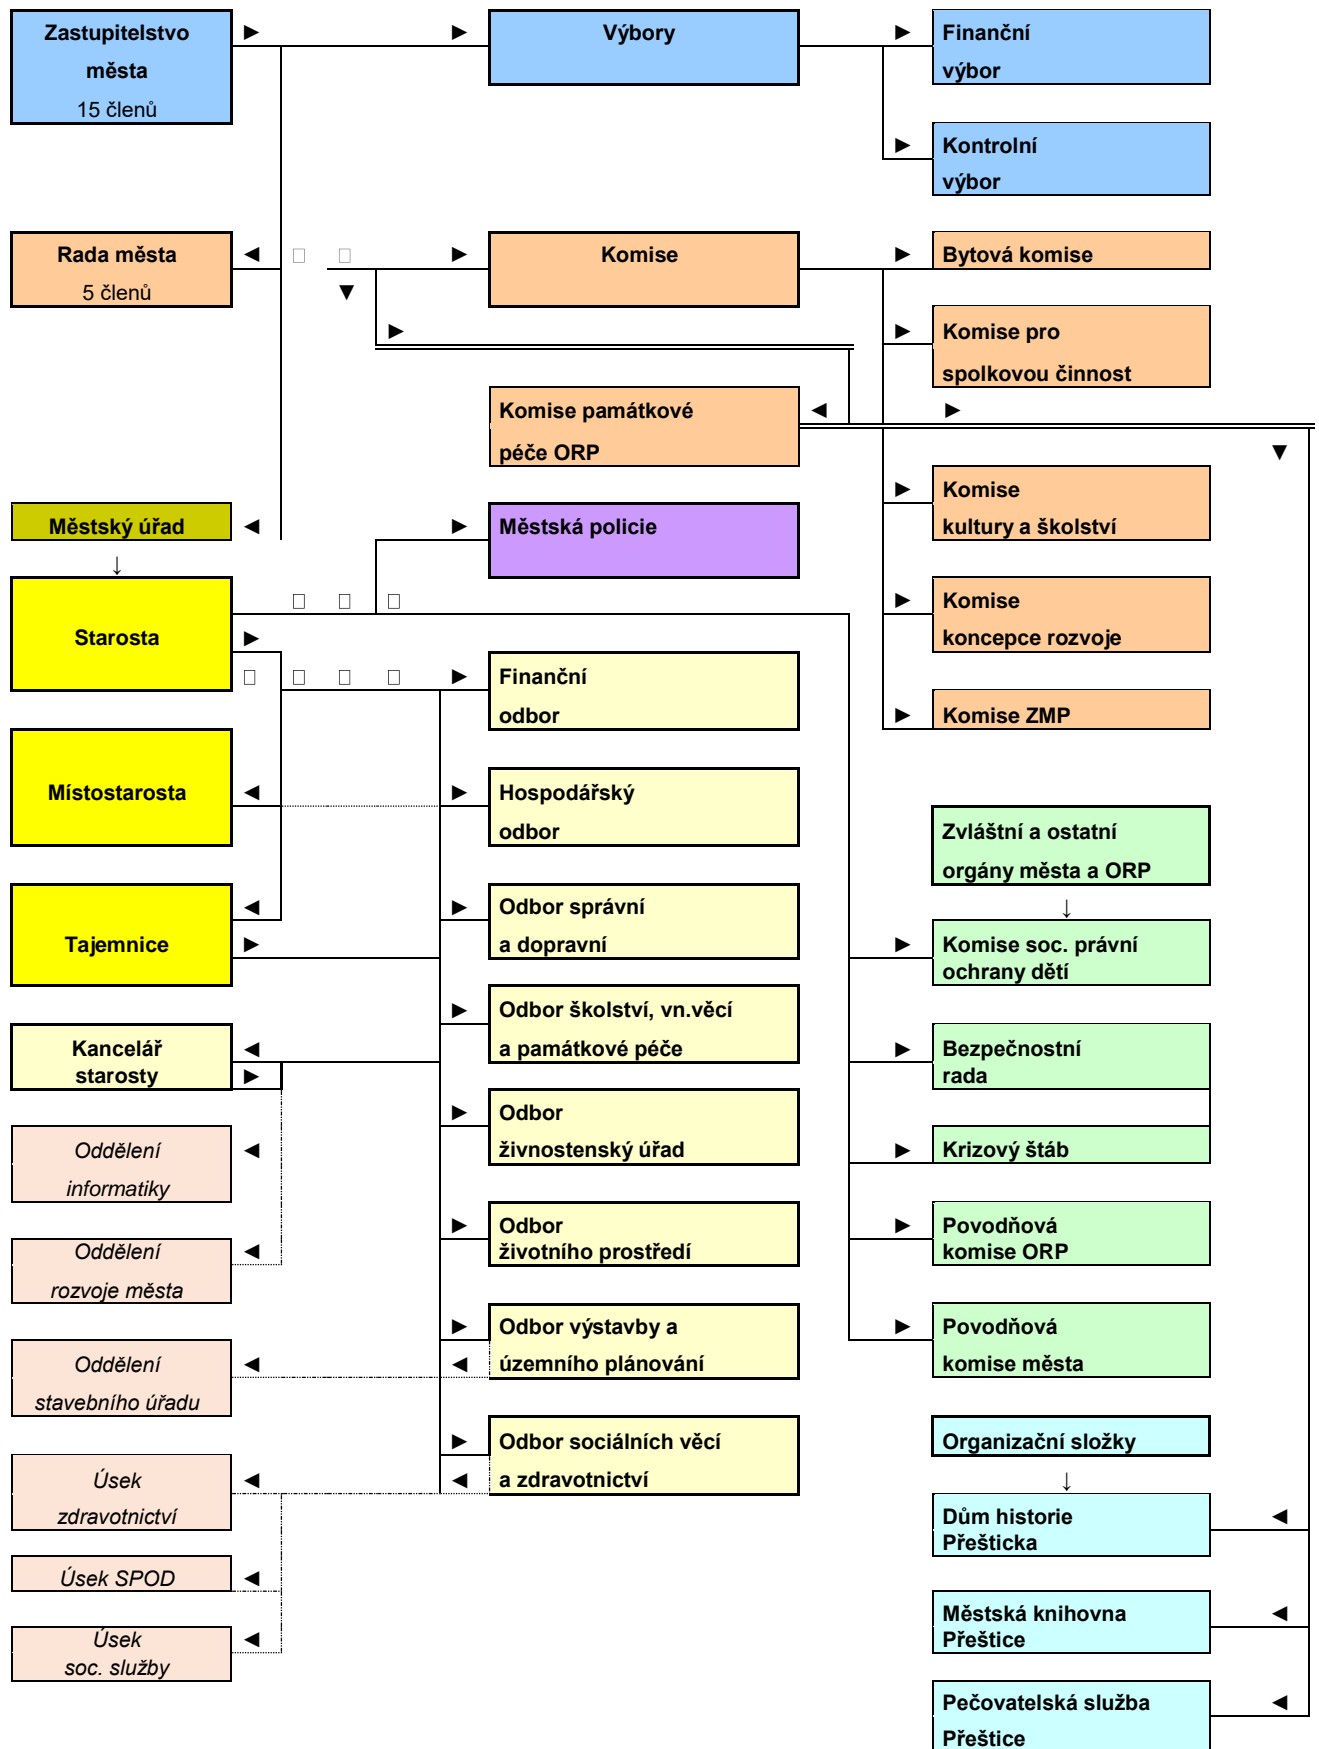 Zastupitelstvo
města
15 členů
Výbory
Finanční
výbor
Kontrolní
výbor
Rada města
5 členů
Komise
Bytová komise
Komise pro
spolkovou činnost
Komise památkové
péče ORP
Komise
kultury a školství
Městský úřad
Městská policie
Starosta
Komise
koncepce rozvoje
Finanční
odbor
Komise ZMP
Místostarosta
Hospodářský
odbor
Zvláštní a ostatní
orgány města a ORP
Tajemnice
Odbor správní
a dopravní
Komise soc. právní
ochrany dětí
Kancelář
starosty
Odbor školství, vn.věcí
a památkové péče
Bezpečnostní
rada
Oddělení
informatiky
Odbor
živnostenský úřad
Krizový štáb
Oddělení
rozvoje města
Odbor
životního prostředí
Povodňová
komise ORP
Oddělení
stavebního úřadu
Odbor výstavby a
územního plánování
Povodňová
komise města
Úsek
zdravotnictví
Odbor sociálních věcí
a zdravotnictví
Organizační složky
Dům historie
Přešticka
Úsek SPOD
Úsek
soc. služby
Městská knihovna
Přeštice
Pečovatelská služba
Přeštice